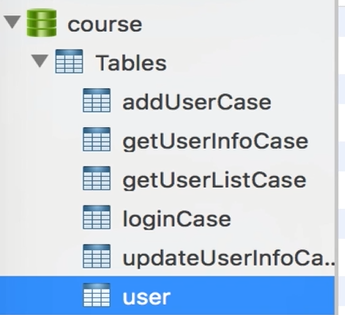 course
Tables
addUserCase
getUserInfoCase
getUserListCase
loginCase
updateUserInfoCa...
user